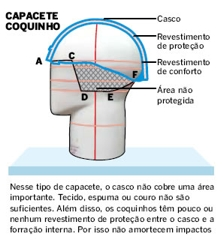 CAPACETE
COQUINHO
Casco
Revestimento
de proteção
Revestimento
de conforto
Área não
protegida
A
C
F
D
E
Nesse tipo de capacete, o casco não cobre uma área
importante. Tecido, espuma ou couro não são
suficientes. Além disso, os coquinhos têm pouco ou
nenhum revestimento de proteção entre o casco e a
forração interna. Por isso não amortecem impactos